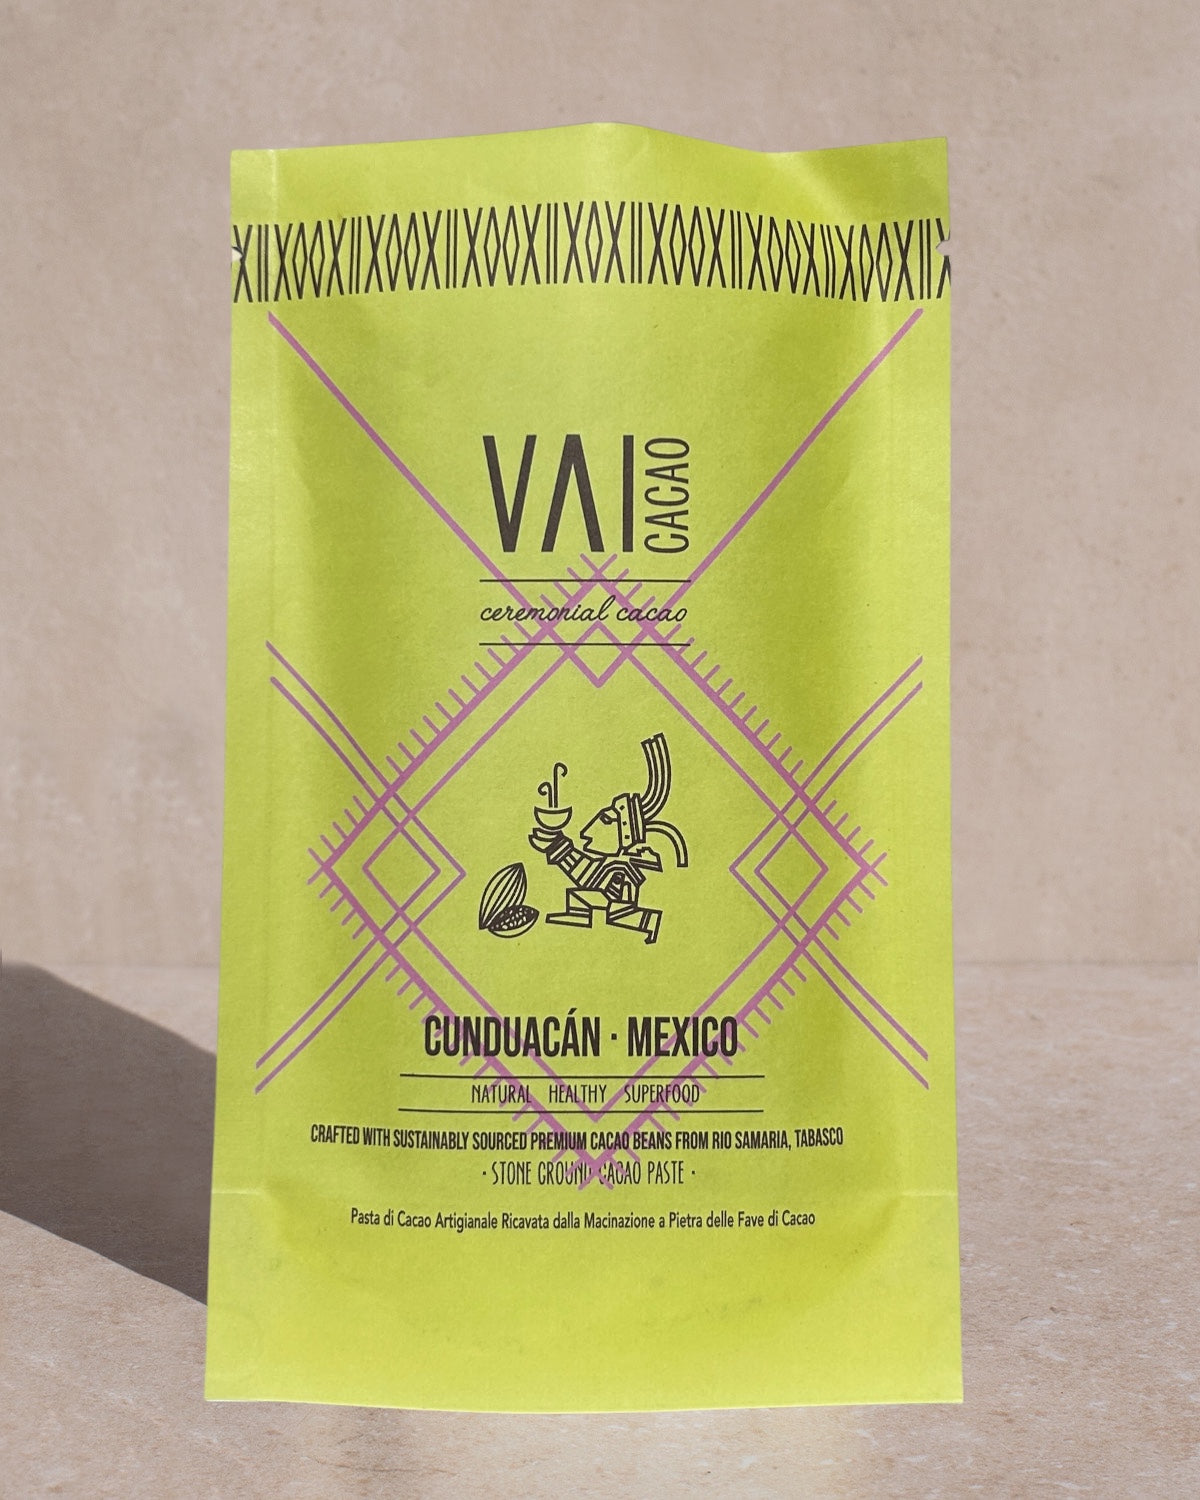 VAI CACAO
ceremonial cacao
CUNDUACÁN · MEXICO
NATURAL HEALTHY SUPERFOOD
CRAFTED WITH SUSTAINABLY SOURCED PREMIUM CACAO BEANS FROM RIO SAMARIA, TABASCO
· STONE GROUND CACAO PASTE ·
Pasta di Cacao Artigianale Ricavata dalla Macinazione a Pietra delle Fave di Cacao